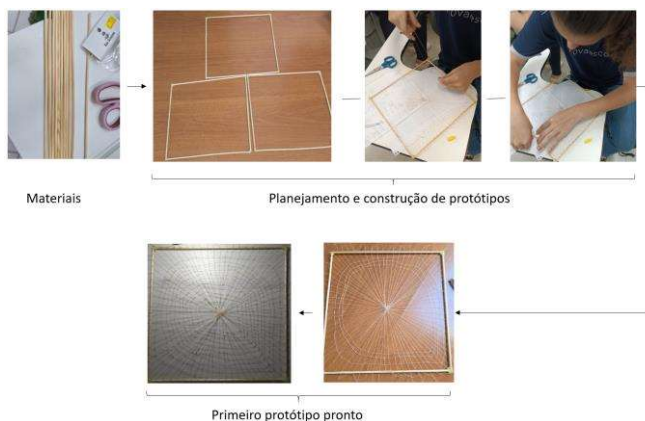 Materiais
Planejamento e construção de protótipos
Primeiro protótipo pronto